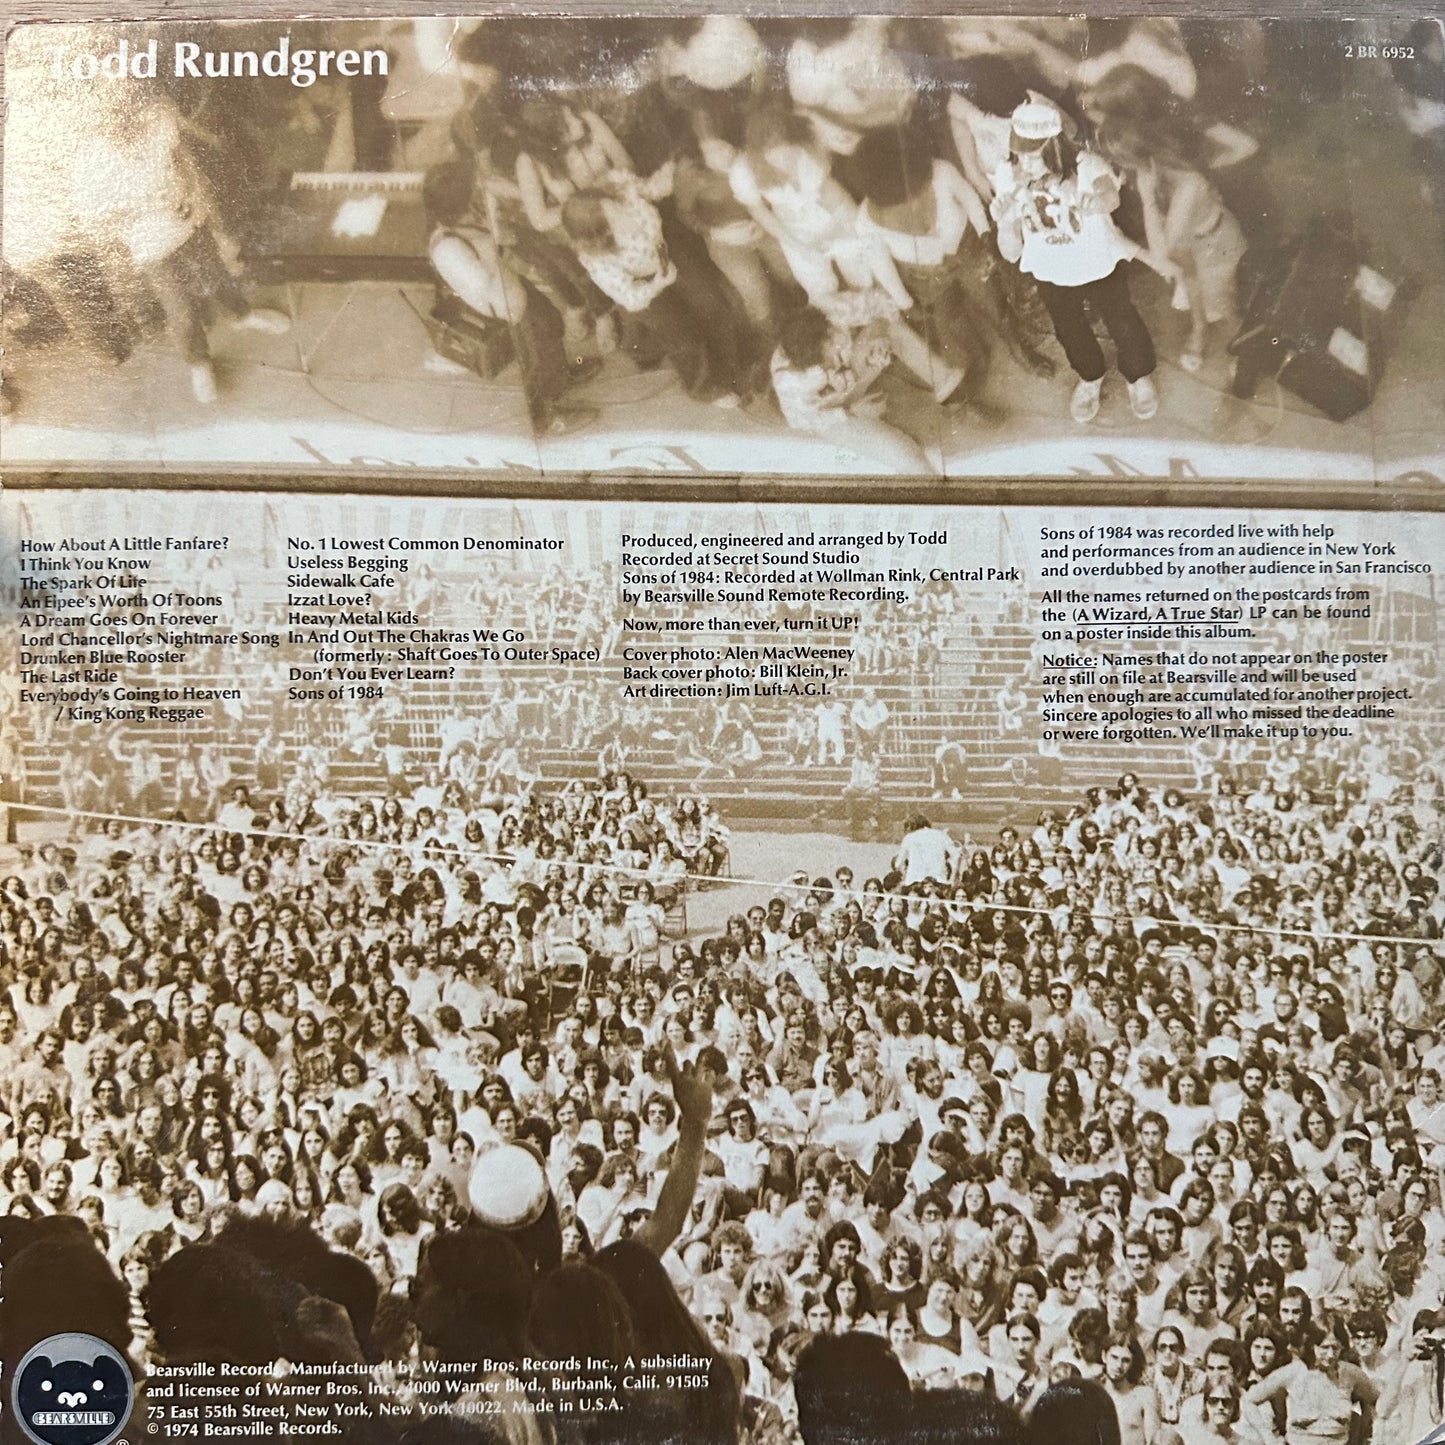 Todd Rundgren
2 BR 6952
How About A Little Fanfare?
I Think You Know
The Spark Of Life
An Elpee's Worth Of Toons
A Dream Goes On Forever
Lord Chancellor's Nightmare Song
Drunken Blue Rooster
The Last Ride
Everybody's Going to Heaven
/ King Kong Reggae
No. 1 Lowest Common Denominator
Useless Begging
Sidewalk Cafe
Izzat Love?
Heavy Metal Kids
In And Out The Chakras We Go
(formerly: Shaft Goes To Outer Space)
Don't You Ever Learn?
Sons of 1984
Produced, engineered and arranged by Todd
Recorded at Secret Sound Studio
Sons of 1984: Recorded at Wollman Rink, Central Park
by Bearsville Sound Remote Recording.
Now, more than ever, turn it UP!
Cover photo: Alen MacWeeney
Back cover photo: Bill Klein, Jr.
Art direction: Jim Luft-A.G.I.
Sons of 1984 was recorded live with help
and performances from an audience in New York
and overdubbed by another audience in San Francisco
All the names returned on the postcards from
the (A Wizard, A True Star) LP can be found
on a poster inside this album.
Notice: Names that do not appear on the poster
are still on file at Bearsville and will be used
when enough are accumulated for another project.
Sincere apologies to all who missed the deadline
or were forgotten. We'll make it up to you.
BEARSVILLE
®
Bearsville Records, Manufactured by Warner Bros. Records Inc., A subsidiary
and licensee of Warner Bros. Inc., 4000 Warner Blvd., Burbank, Calif. 91505
75 East 55th Street, New York, New York 10022. Made in U.S.A.
© 1974 Bearsville Records.